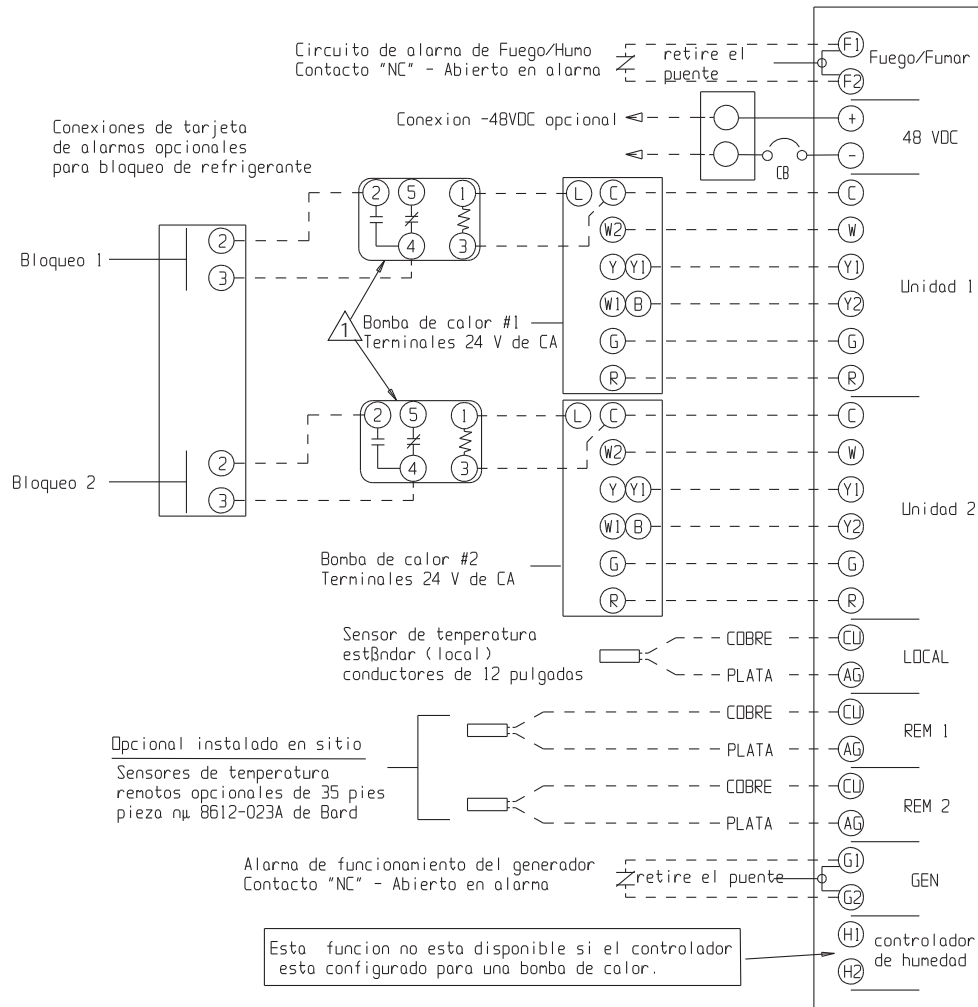 Circuito de alarma de Fuego/Humo
Contacto "NC" - Abierto en alarma
retire el
puente
F1
F2
Fuego/Fumar
Conexion -48VDC opcional
CB
+
-
48 VDC
Conexiones de tarjeta
de alarmas opcionales
para bloqueo de refrigerante
Bloqueo 1
2
3
2
5
1
4
3
1
Bomba de calor #1
Terminales 24 V de CA
L
C
W2
Y
Y1
W1
B
G
R
C
W
Y1
Y2
G
R
Unidad 1
Bloqueo 2
2
3
2
5
1
4
3
Bomba de calor #2
Terminales 24 V de CA
L
C
W2
Y
Y1
W1
B
G
R
C
W
Y1
Y2
G
R
Unidad 2
Sensor de temperatura
estßndar (local)
conductores de 12 pulgadas
COBRE
PLATA
CU
AG
LOCAL
Opcional instalado en sitio
Sensores de temperatura
remotos opcionales de 35 pies
pieza nµ 8612-023A de Bard
COBRE
PLATA
CU
AG
REM 1
COBRE
PLATA
CU
AG
REM 2
Alarma de funcionamiento del generador
Contacto "NC" - Abierto en alarma
retire el puente
G1
G2
GEN
Esta funcion no esta disponible si el controlador
esta configurado para una bomba de calor.
H1
H2
controlador
de humedad